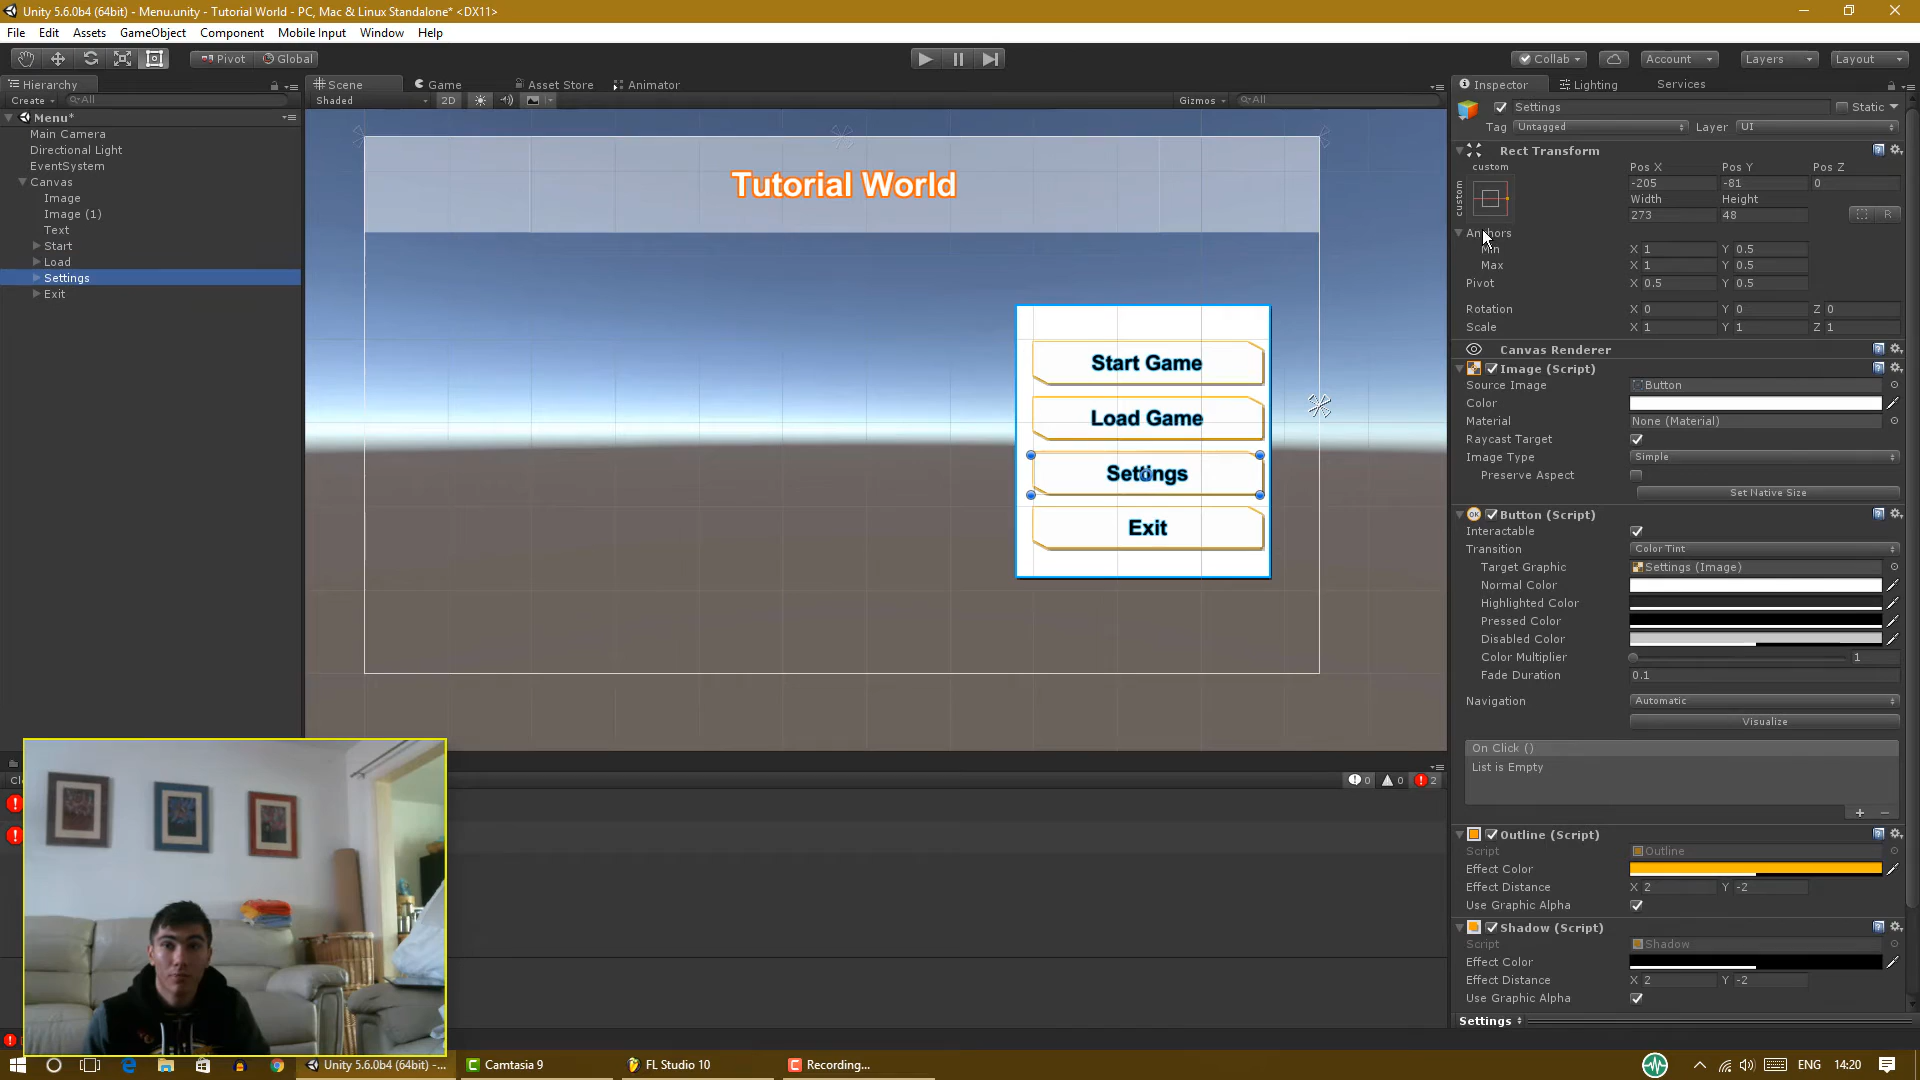 Unity 5.6.0b4 (64bit) - Menu.unity - Tutorial World - PC, Mac & Linux Standalone* <DX11>
File Edit Assets GameObject Component Mobile Input Window Help
Pivot Global Collab Account Layers Layout
Hierarchy
Create All
Menu*
Main Camera
Directional Light
EventSystem
Canvas
Image
Image (1)
Text
Start
Load
Settings
Exit
Scene Game Asset Store Animator
Shaded 2D Gizmos All
Tutorial World
Start Game
Load Game
Settings
Exit
0 0 2
Inspector Lighting Services
Settings Static
Tag Untagged Layer UI
Rect Transform
custom
custom
Pos X Pos Y Pos Z
-205 -81 0
Width Height
273 48
R
Anchors
Min X 1 Y 0.5
Max X 1 Y 0.5
Pivot X 0.5 Y 0.5
Rotation X 0 Y 0 Z 0
Scale X 1 Y 1 Z 1
Canvas Renderer
Image (Script)
Source Image Button
Color
Material None (Material)
Raycast Target
Image Type Simple
Preserve Aspect
Set Native Size
OK Button (Script)
Interactable
Transition Color Tint
Target Graphic Settings (Image)
Normal Color
Highlighted Color
Pressed Color
Disabled Color
Color Multiplier 1
Fade Duration 0.1
Navigation Automatic
Visualize
On Click ()
List is Empty
+ -
Outline (Script)
Script Outline
Effect Color
Effect Distance X 2 Y -2
Use Graphic Alpha
Shadow (Script)
Script Shadow
Effect Color
Effect Distance X 2 Y -2
Use Graphic Alpha
Settings
Unity 5.6.0b4 (64bit) -... Camtasia 9 FL Studio 10 Recording... ENG 14:20